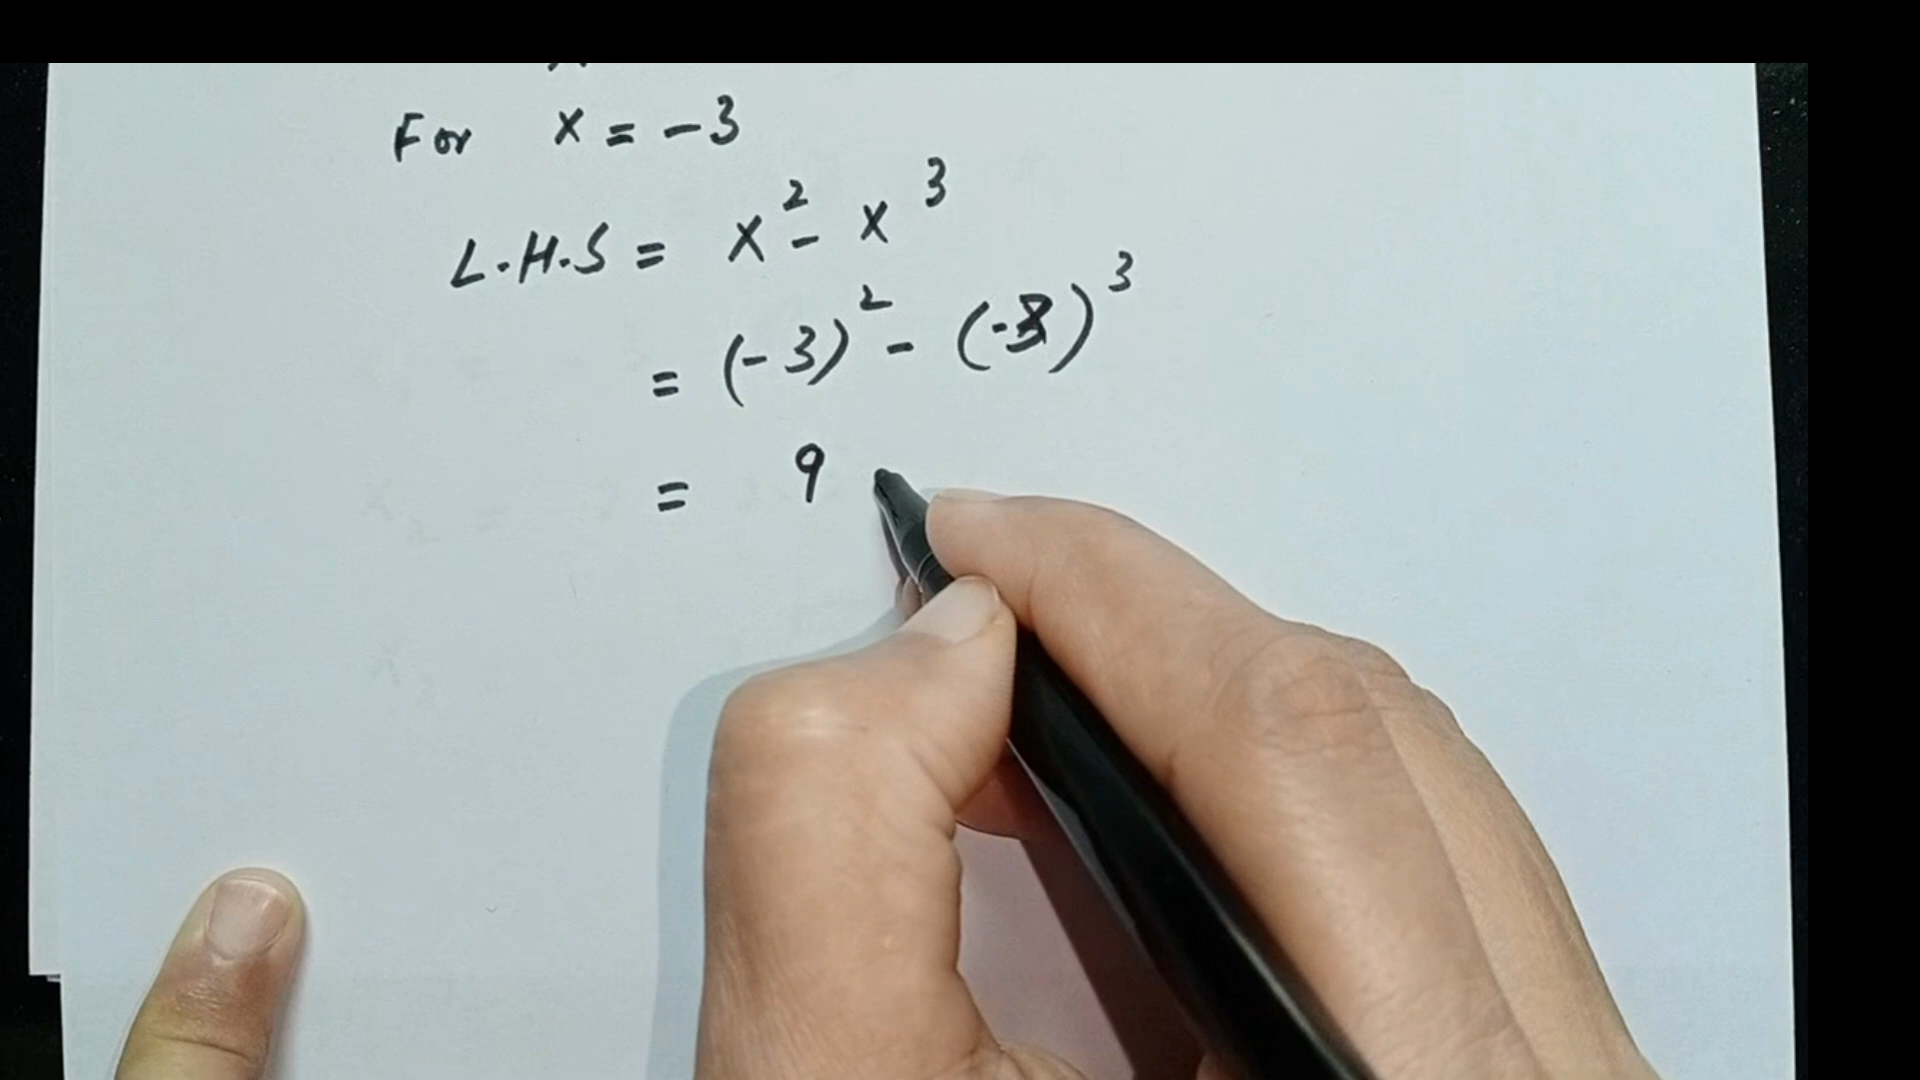 For x = -3
L.H.S = x² - x³
= (-3)² - (-3)³
= 9